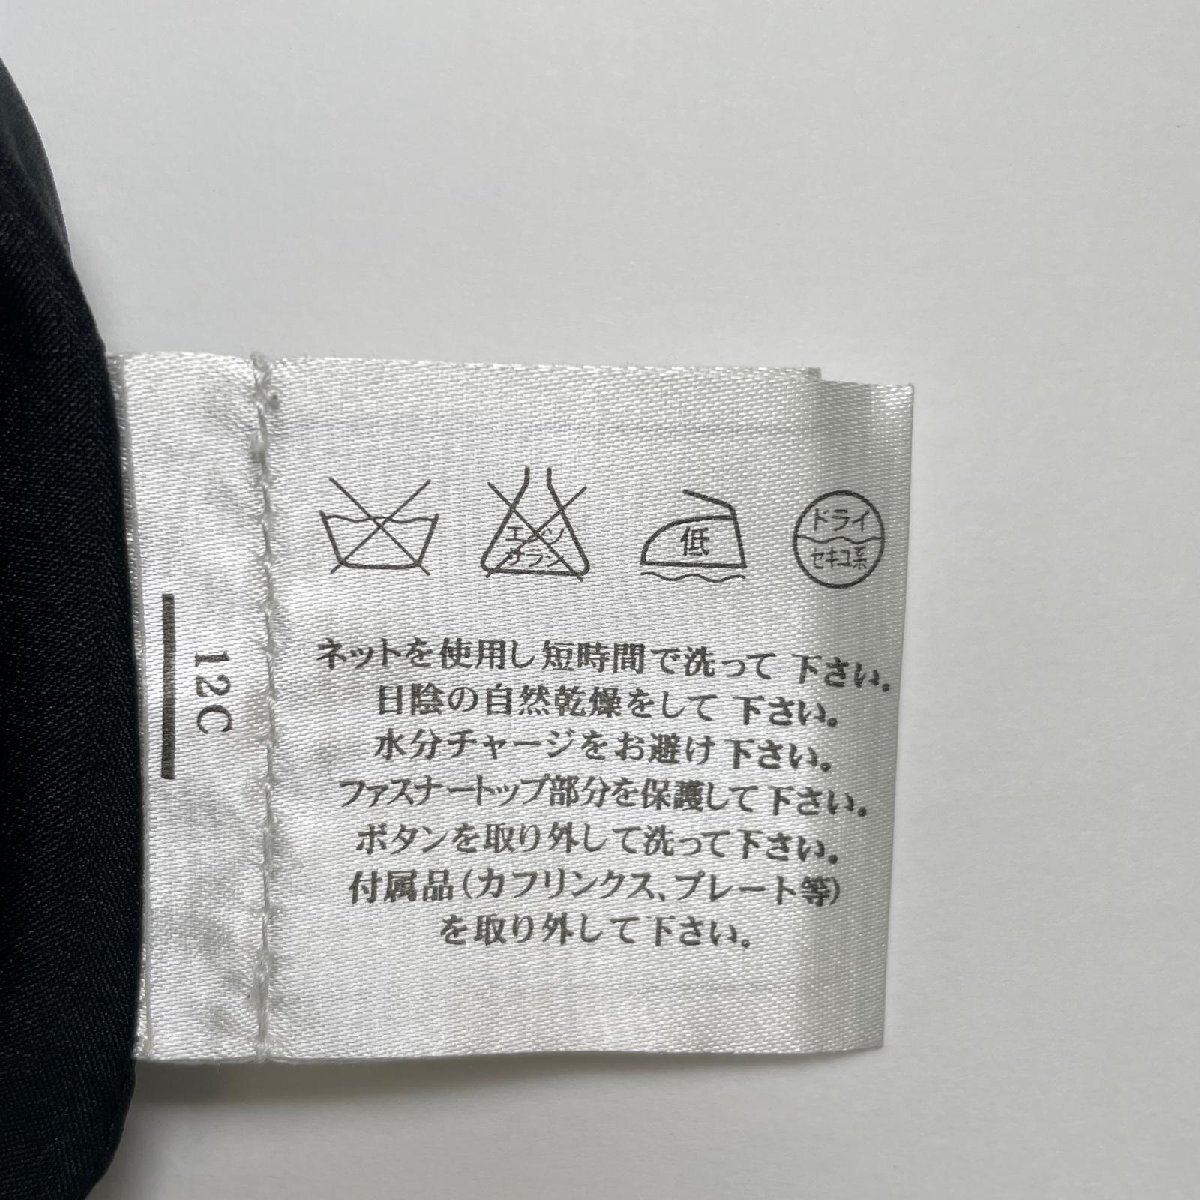 エンソ
サラシ
低
ドライ
セキユ系
ネットを使用し短時間で洗って下さい。
日陰の自然乾燥をして下さい。
水分チャージをお避け下さい。
ファスナートップ部分を保護して下さい。
ボタンを取り外して洗って下さい。
付属品(カフリンクス、プレート等)
を取り外して下さい。
12C